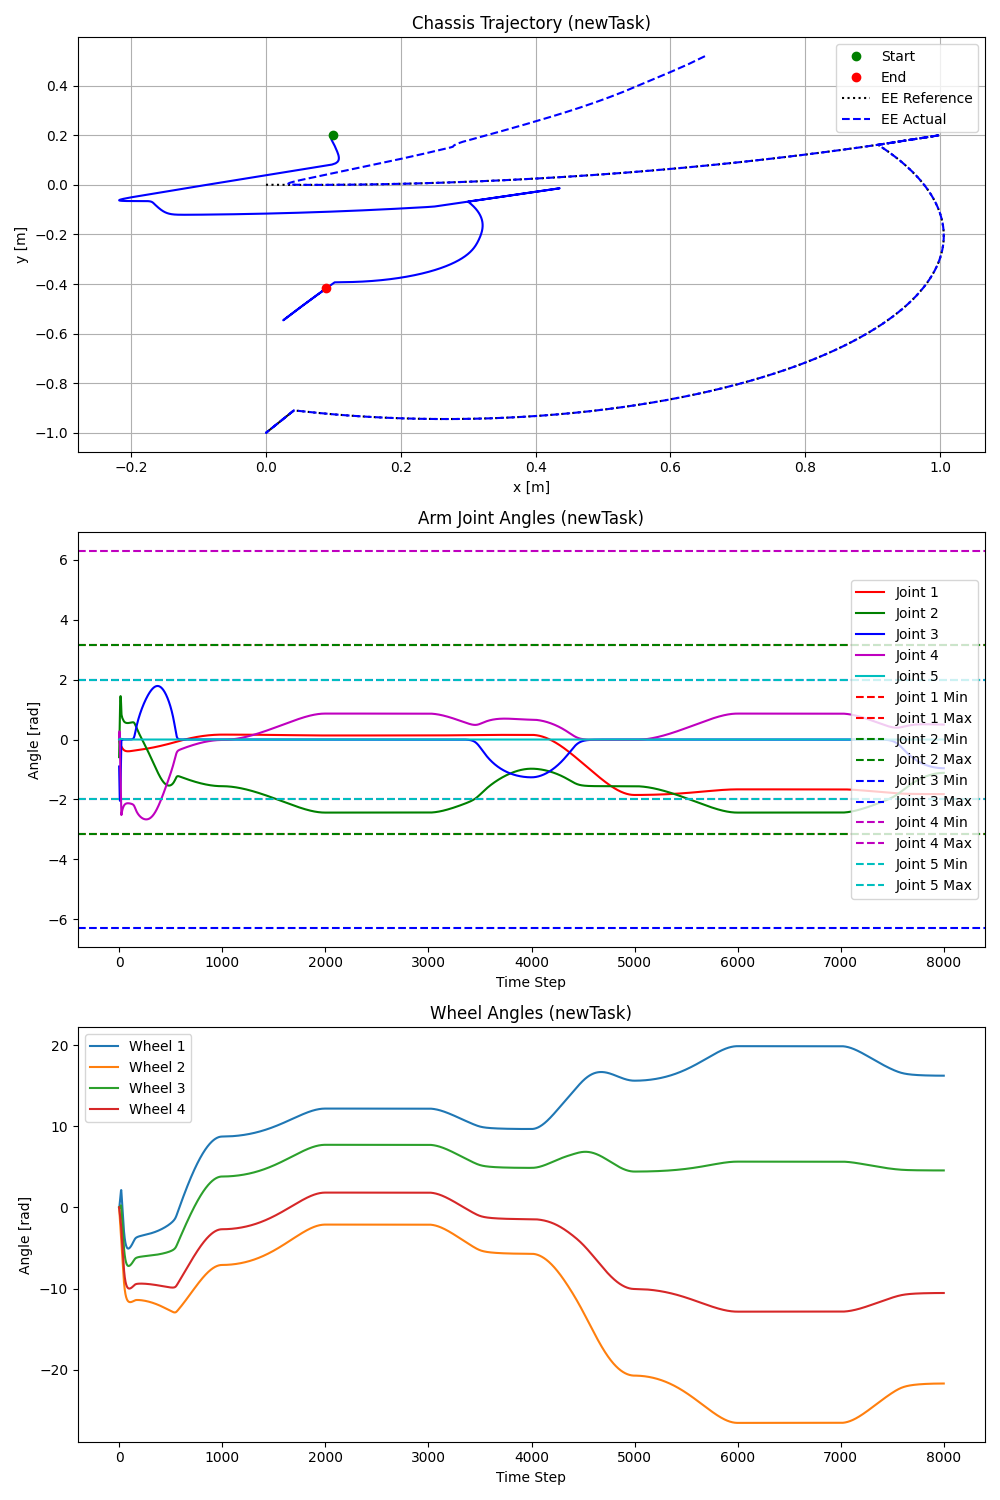 Chassis Trajectory (newTask)
0.4
0.2
0.0
−0.2
−0.4
−0.6
−0.8
−1.0
y [m]
Start
End
EE Reference
EE Actual
−0.2
0.0
0.2
0.4
0.6
0.8
1.0
x [m]
Arm Joint Angles (newTask)
6
4
2
0
−2
−4
−6
Angle [rad]
Joint 1
Joint 2
Joint 3
Joint 4
Joint 5
Joint 1 Min
Joint 1 Max
Joint 2 Min
Joint 2 Max
Joint 3 Min
Joint 3 Max
Joint 4 Min
Joint 4 Max
Joint 5 Min
Joint 5 Max
0
1000
2000
3000
4000
5000
6000
7000
8000
Time Step
Wheel Angles (newTask)
20
10
0
−10
−20
Angle [rad]
Wheel 1
Wheel 2
Wheel 3
Wheel 4
0
1000
2000
3000
4000
5000
6000
7000
8000
Time Step